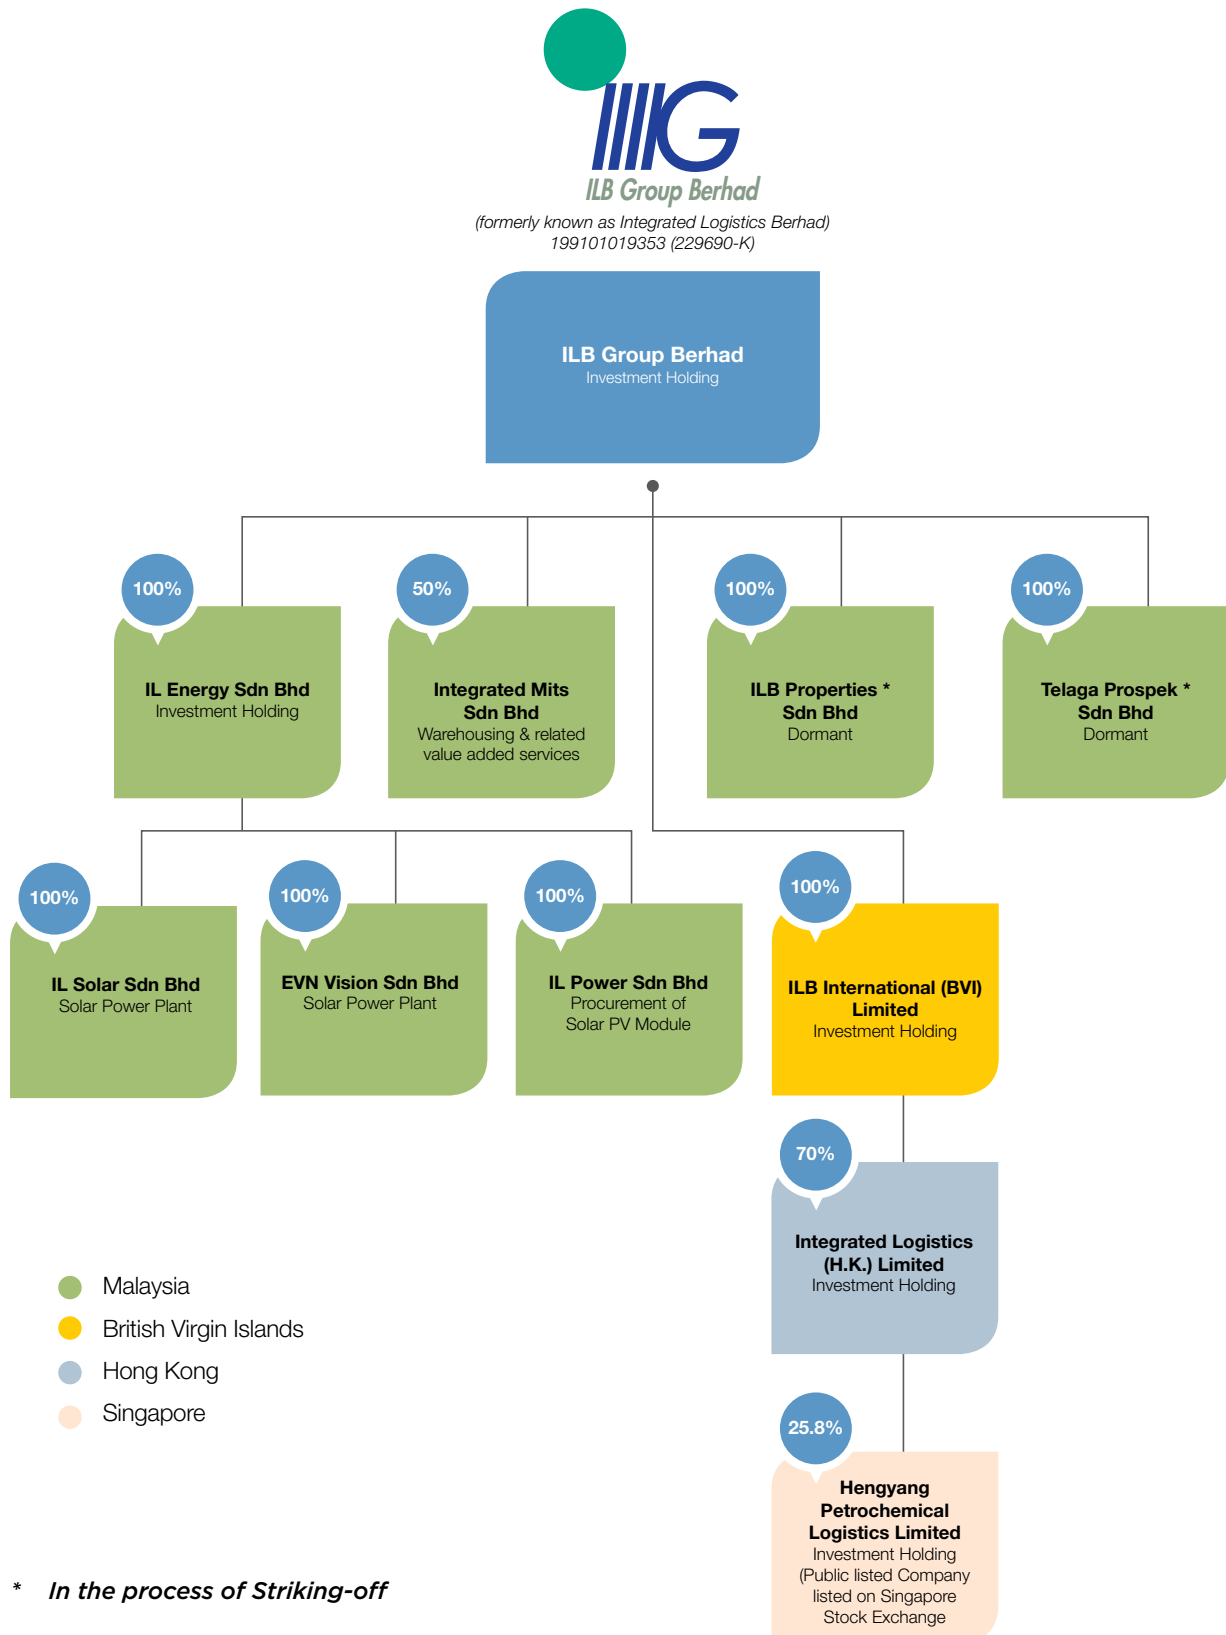 ILB Group Berhad
(formerly known as Integrated Logistics Berhad)
199101019353 (229690-K)
ILB Group Berhad
Investment Holding
100%
IL Energy Sdn Bhd
Investment Holding
50%
Integrated Mits
Sdn Bhd
Warehousing & related
value added services
100%
ILB Properties *
Sdn Bhd
Dormant
100%
Telaga Prospek *
Sdn Bhd
Dormant
100%
IL Solar Sdn Bhd
Solar Power Plant
100%
EVN Vision Sdn Bhd
Solar Power Plant
100%
IL Power Sdn Bhd
Procurement of
Solar PV Module
100%
ILB International (BVI)
Limited
Investment Holding
70%
Integrated Logistics
(H.K.) Limited
Investment Holding
25.8%
Hengyang
Petrochemical
Logistics Limited
Investment Holding
(Public listed Company
listed on Singapore
Stock Exchange
Malaysia
British Virgin Islands
Hong Kong
Singapore
* In the process of Striking-off